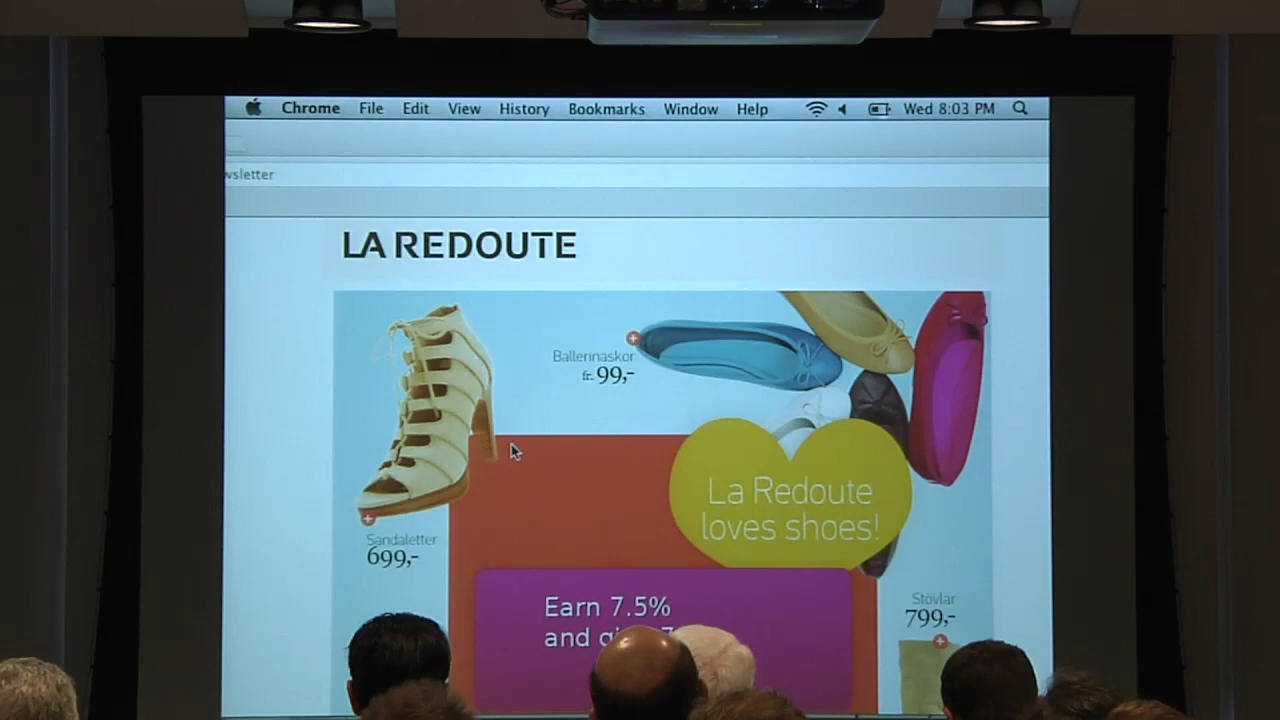 Chrome File Edit View History Bookmarks Window Help Wed 8:03 PM
wsletter
LA REDOUTE
Ballerinaskor
fr. 99,-
La Redoute
loves shoes!
Sandaletter
699,-
Stövlar
799,-
Earn 7.5%
and